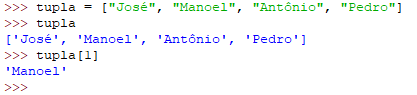 >>> tupla = ["José", "Manoel", "Antônio", "Pedro"]
>>> tupla
['José', 'Manoel', 'Antônio', 'Pedro']
>>> tupla[1]
'Manoel'
>>>